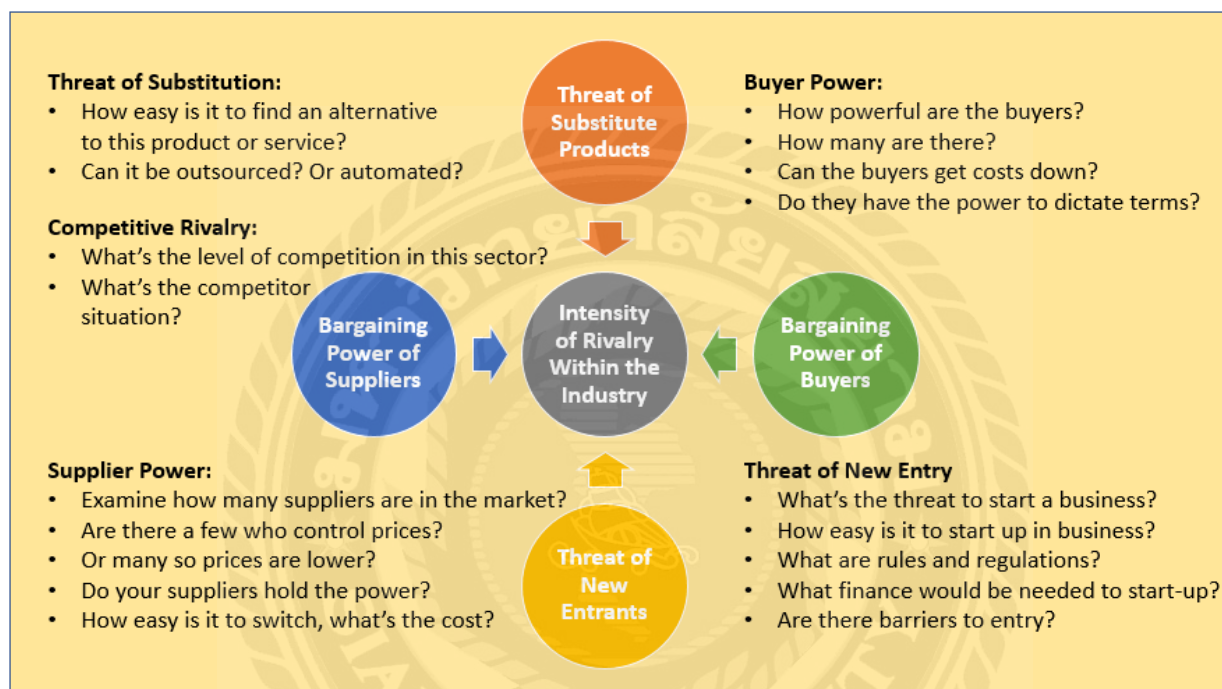 Threat of Substitution:
• How easy is it to find an alternative
to this product or service?
• Can it be outsourced? Or automated?
Threat of
Substitute
Products
Buyer Power:
• How powerful are the buyers?
• How many are there?
• Can the buyers get costs down?
• Do they have the power to dictate terms?
Competitive Rivalry:
• What's the level of competition in this sector?
• What's the competitor
situation?
Bargaining
Power of
Suppliers
Intensity
of Rivalry
Within the
Industry
Bargaining
Power of
Buyers
Supplier Power:
• Examine how many suppliers are in the market?
• Are there a few who control prices?
• Or many so prices are lower?
• Do your suppliers hold the power?
• How easy is it to switch, what's the cost?
Threat of
New
Entrants
Threat of New Entry
• What's the threat to start a business?
• How easy is it to start up in business?
• What are rules and regulations?
• What finance would be needed to start-up?
• Are there barriers to entry?